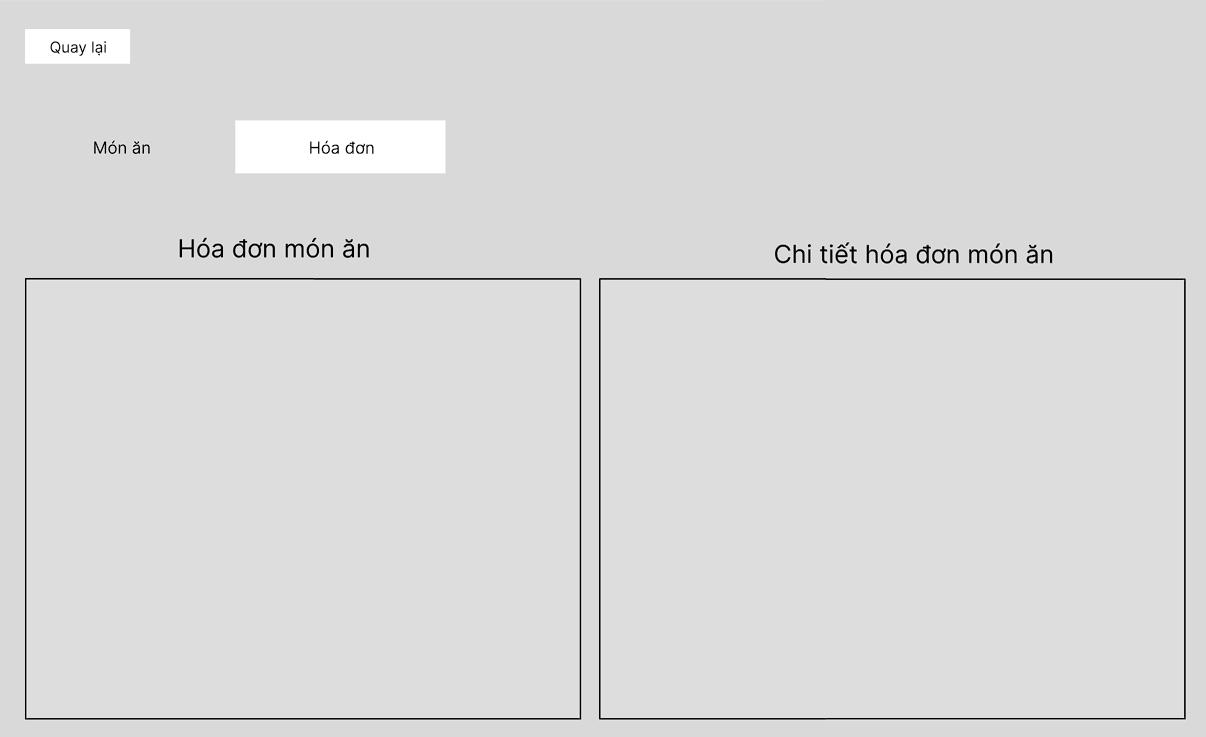 Quay lại
Món ăn
Hóa đơn
Hóa đơn món ăn
Chi tiết hóa đơn món ăn